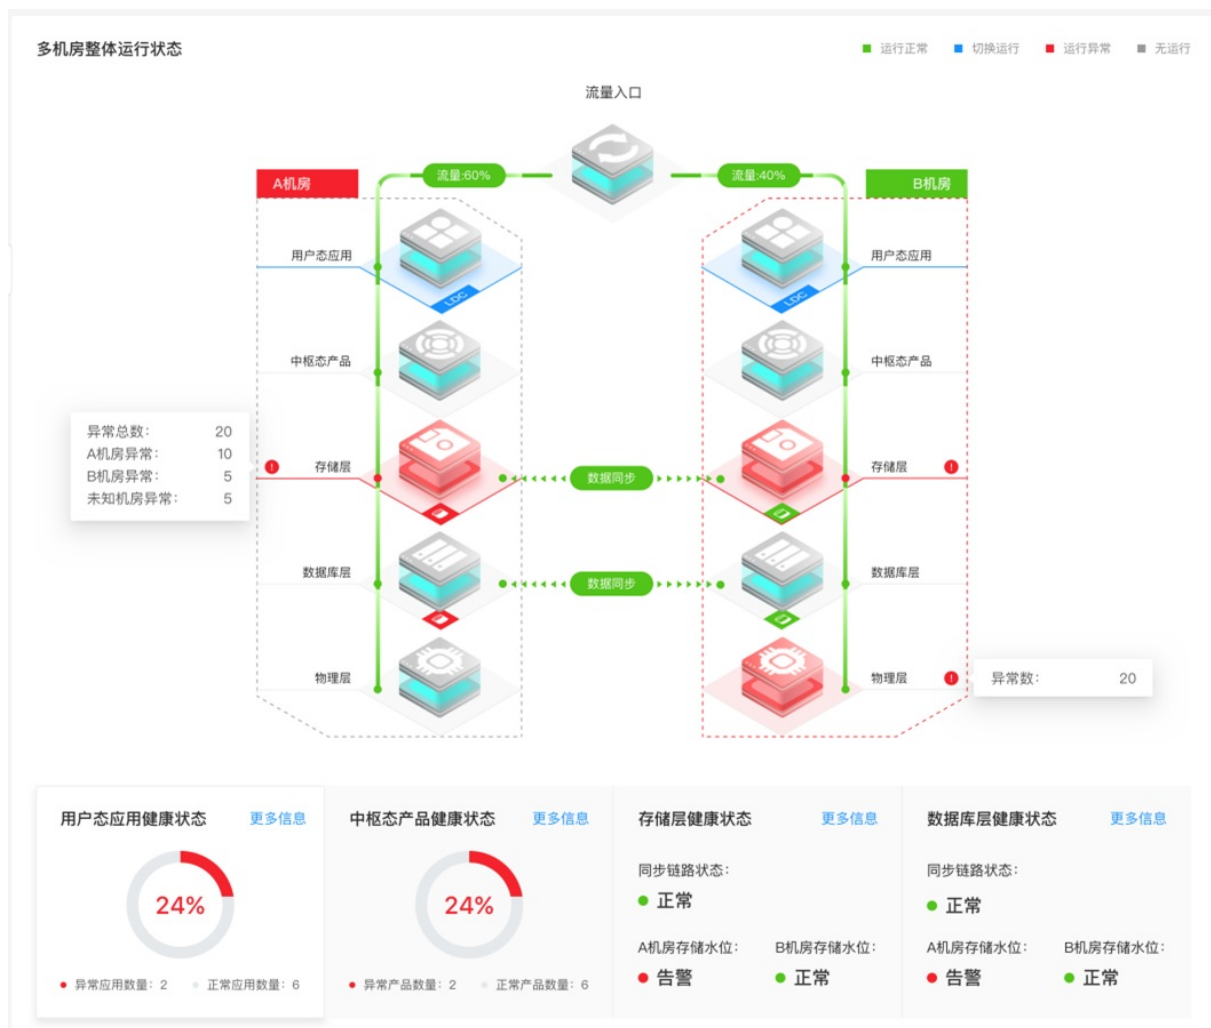 多机房整体运行状态
运行正常 切换运行 运行异常 无运行
流量入口
A机房 流量:60% 流量:40% B机房
用户态应用 用户态应用
LDC LDC
中枢态产品 中枢态产品
异常总数： 20
A机房异常： 10
B机房异常： 5
未知机房异常： 5
! 存储层 数据同步 存储层 !
数据库层 数据同步 数据库层
物理层 物理层 ! 异常数： 20
用户态应用健康状态 更多信息
24%
异常应用数量：2 正常应用数量：6
中枢态产品健康状态 更多信息
24%
异常产品数量：2 正常产品数量：6
存储层健康状态 更多信息
同步链路状态：
正常
A机房存储水位： B机房存储水位：
告警 正常
数据库层健康状态 更多信息
同步链路状态：
正常
A机房存储水位： B机房存储水位：
告警 正常